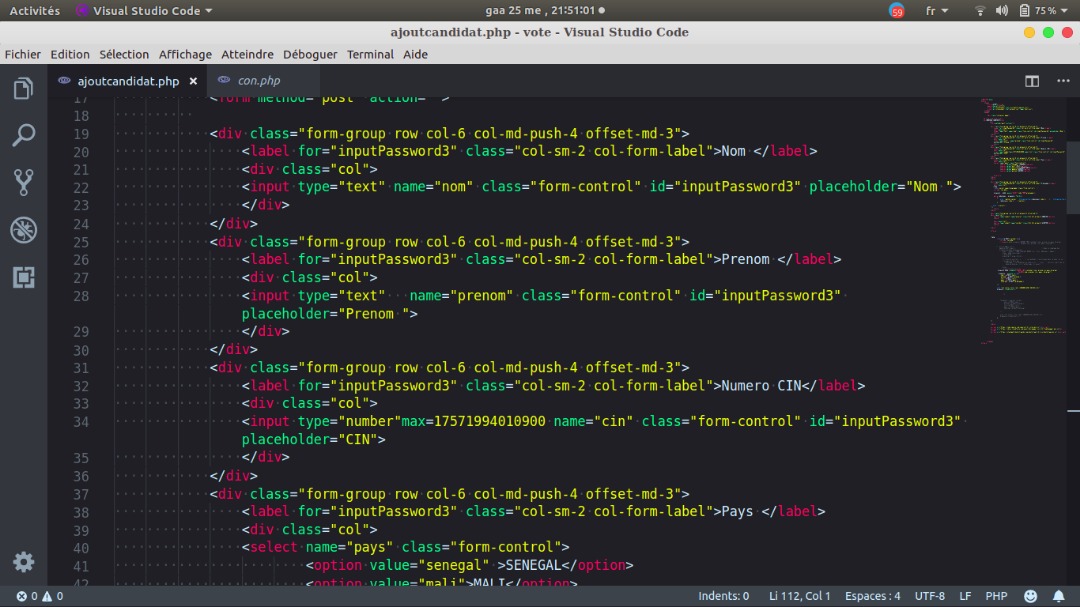 Activités Visual Studio Code gaa 25 me , 21:51:01 59 fr 75 %
ajoutcandidat.php - vote - Visual Studio Code
Fichier Edition Sélection Affichage Atteindre Déboguer Terminal Aide
ajoutcandidat.php × con.php
17 <form method="post" action="">
18
19 <div class="form-group row col-6 col-md-push-4 offset-md-3">
20 <label for="inputPassword3" class="col-sm-2 col-form-label">Nom </label>
21 <div class="col">
22 <input type="text" name="nom" class="form-control" id="inputPassword3" placeholder="Nom ">
23 </div>
24 </div>
25 <div class="form-group row col-6 col-md-push-4 offset-md-3">
26 <label for="inputPassword3" class="col-sm-2 col-form-label">Prenom </label>
27 <div class="col">
28 <input type="text"   name="prenom" class="form-control" id="inputPassword3"
placeholder="Prenom ">
29 </div>
30 </div>
31 <div class="form-group row col-6 col-md-push-4 offset-md-3">
32 <label for="inputPassword3" class="col-sm-2 col-form-label">Numero CIN</label>
33 <div class="col">
34 <input type="number"max=17571994010900 name="cin" class="form-control" id="inputPassword3"
placeholder="CIN">
35 </div>
36 </div>
37 <div class="form-group row col-6 col-md-push-4 offset-md-3">
38 <label for="inputPassword3" class="col-sm-2 col-form-label">Pays </label>
39 <div class="col">
40 <select name="pays" class="form-control">
41 <option value="senegal" >SENEGAL</option>
42 <option value="mali">MALI</option>
0 0 Indents: 0 Li 112, Col 1 Espaces : 4 UTF-8 LF PHP